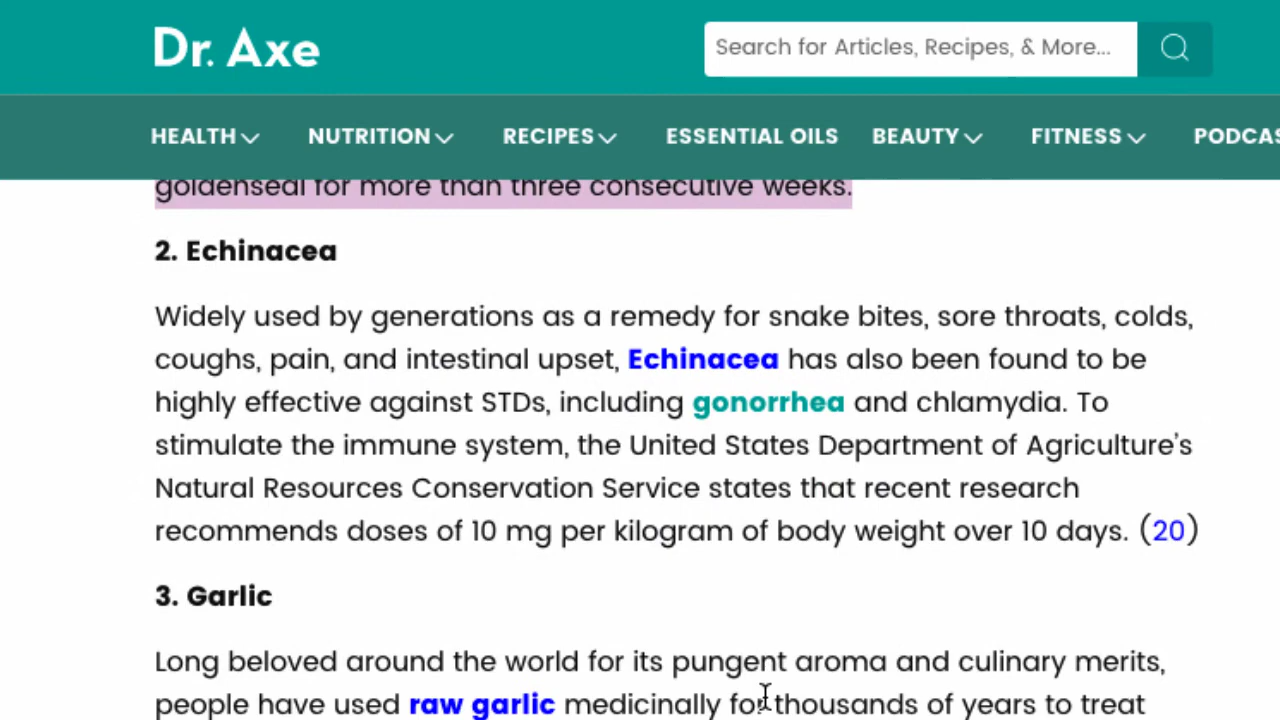 Dr. Axe
Search for Articles, Recipes, & More...
HEALTH NUTRITION RECIPES ESSENTIAL OILS BEAUTY FITNESS PODCAS
goldenseal for more than three consecutive weeks.
2. Echinacea
Widely used by generations as a remedy for snake bites, sore throats, colds,
coughs, pain, and intestinal upset, Echinacea has also been found to be
highly effective against STDs, including gonorrhea and chlamydia. To
stimulate the immune system, the United States Department of Agriculture’s
Natural Resources Conservation Service states that recent research
recommends doses of 10 mg per kilogram of body weight over 10 days. (20)
3. Garlic
Long beloved around the world for its pungent aroma and culinary merits,
people have used raw garlic medicinally for thousands of years to treat